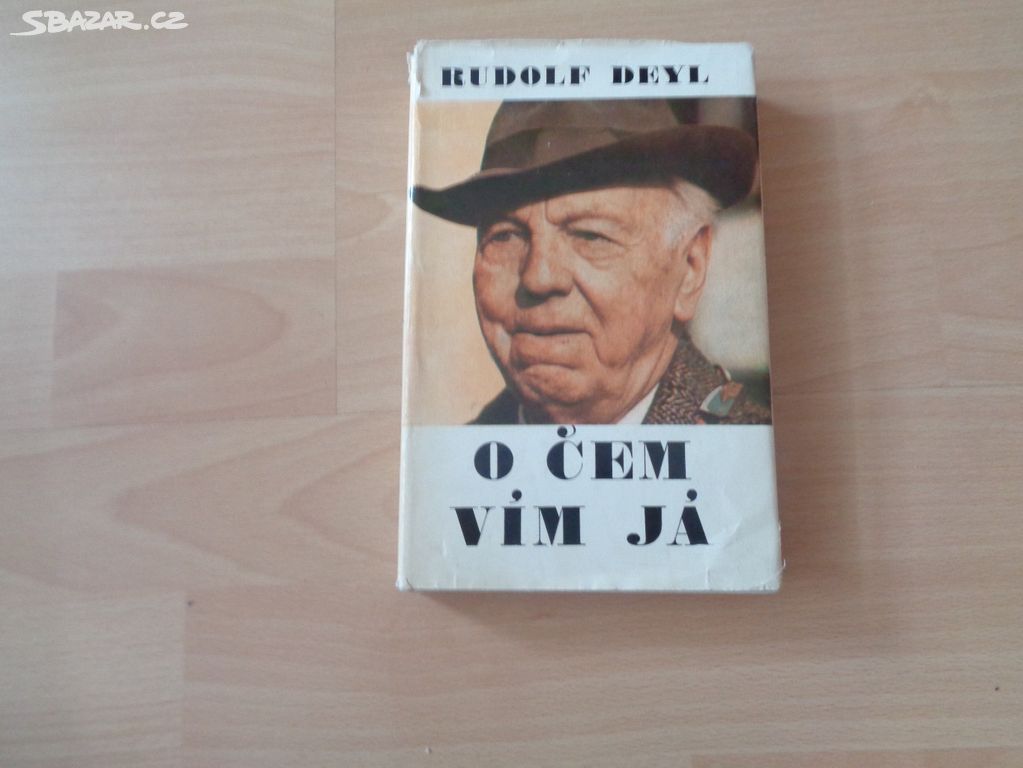 SBAZAR.CZ
RUDOLF DEYL
O ČEM
VÍM JÁ